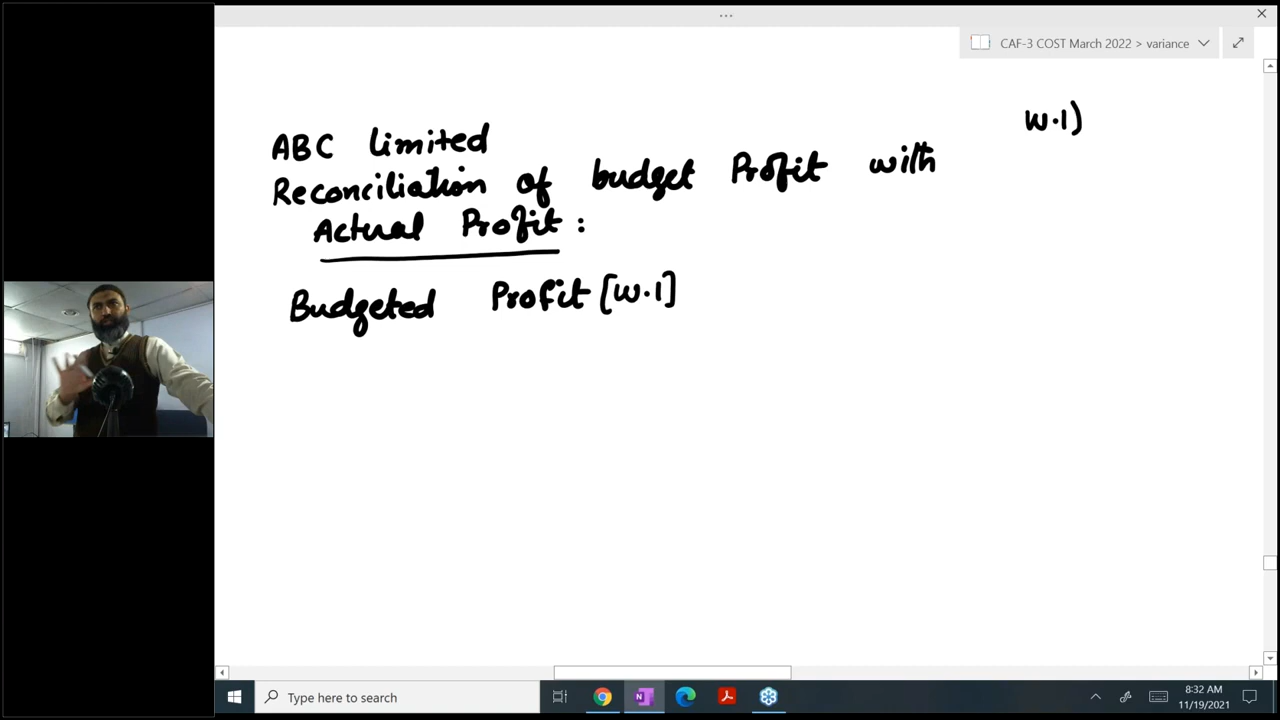 CAF-3 COST March 2022 > variance
W.1)
ABC Limited
Reconciliation of budget Profit with
Actual Profit :
Budgeted Profit [W.1]
Type here to search
8:32 AM
11/19/2021